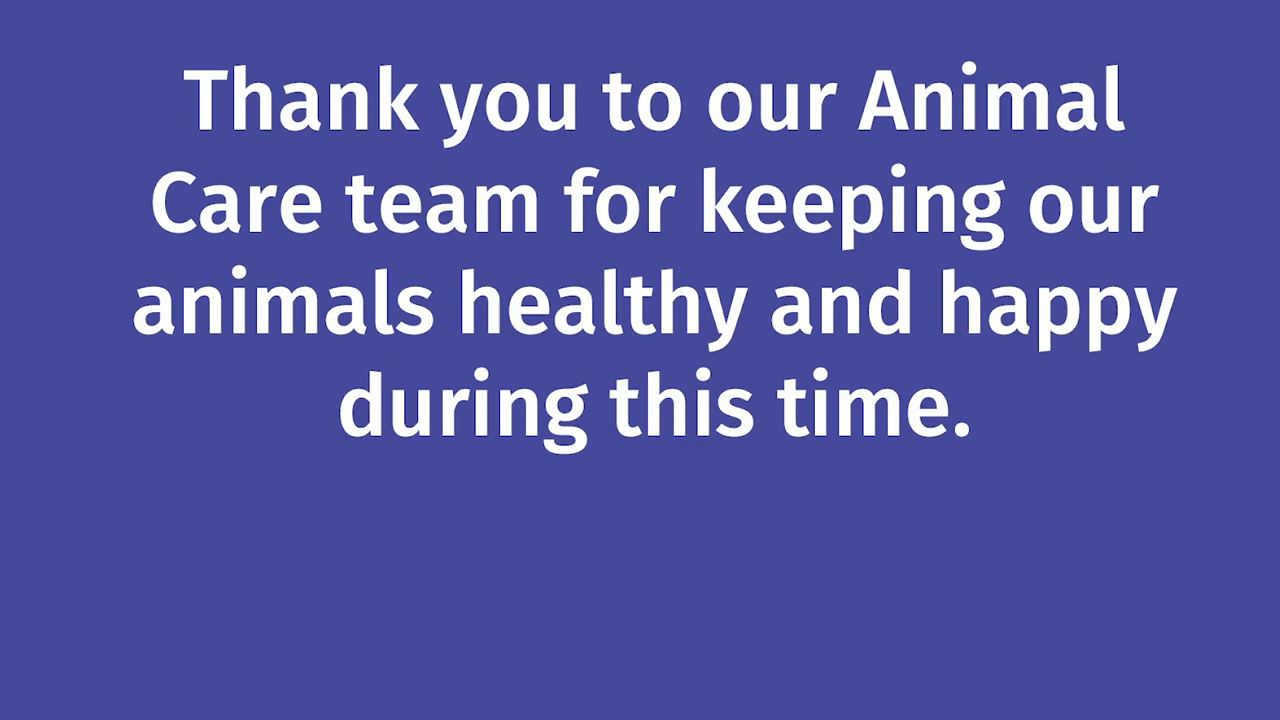 Thank you to our Animal
Care team for keeping our
animals healthy and happy
during this time.